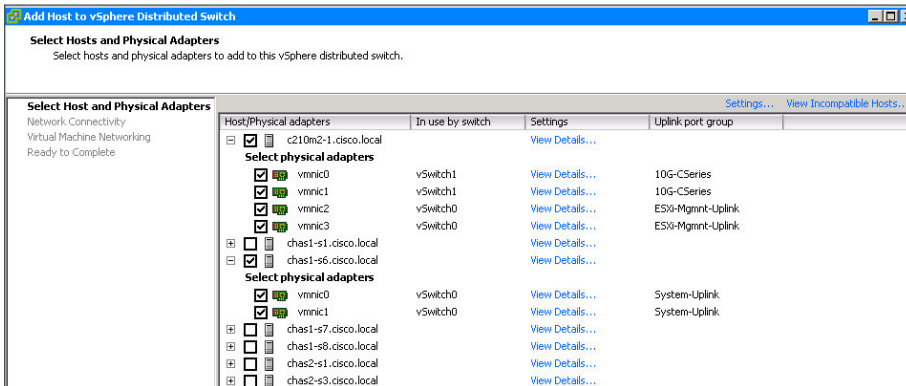 Add Host to vSphere Distributed Switch
Select Hosts and Physical Adapters
Select hosts and physical adapters to add to this vSphere distributed switch.
Settings... View Incompatible Hosts...
Select Host and Physical Adapters
Network Connectivity
Virtual Machine Networking
Ready to Complete
Host/Physical adapters In use by switch Settings Uplink port group
c210m2-1.cisco.local View Details...
Select physical adapters
vmnic0 vSwitch1 View Details... 10G-CSeries
vmnic1 vSwitch1 View Details... 10G-CSeries
vmnic2 vSwitch0 View Details... ESXi-Mgmnt-Uplink
vmnic3 vSwitch0 View Details... ESXi-Mgmnt-Uplink
chas1-s1.cisco.local View Details...
chas1-s6.cisco.local View Details...
Select physical adapters
vmnic0 vSwitch0 View Details... System-Uplink
vmnic1 vSwitch0 View Details... System-Uplink
chas1-s7.cisco.local View Details...
chas1-s8.cisco.local View Details...
chas2-s1.cisco.local View Details...
chas2-s3.cisco.local View Details...